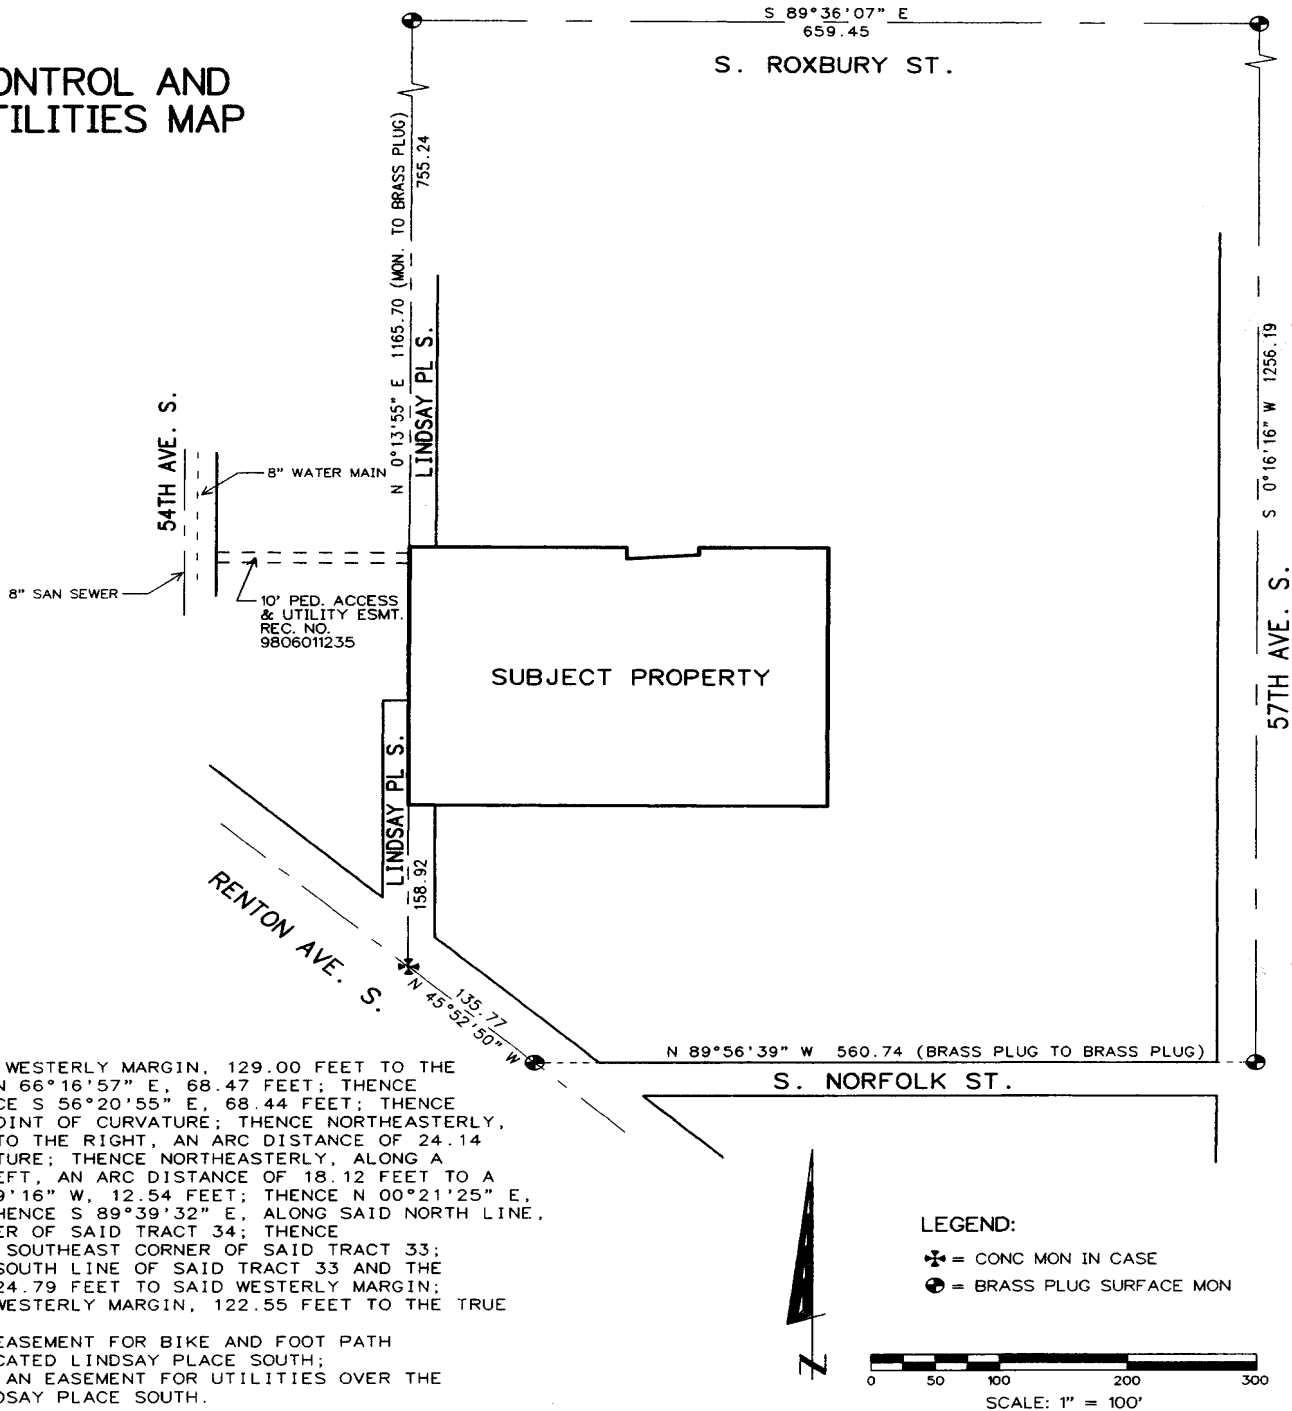 S 89°36'07" E
659.45
S. ROXBURY ST.
ONTROL AND
TILITIES MAP
N 0°13'55" E 1165.70 (MON. TO BRASS PLUG)
755.24
LINDSAY PL S.
54TH AVE. S.
8" WATER MAIN
8" SAN SEWER
10' PED. ACCESS
& UTILITY ESMT.
REC. NO.
9806011235
S 0°16'16" W 1256.19
57TH AVE. S.
SUBJECT PROPERTY
LINDSAY PL S.
158.92
RENTON AVE. S.
135.77
N 45°52'50" W
N 89°56'39" W 560.74 (BRASS PLUG TO BRASS PLUG)
S. NORFOLK ST.
WESTERLY MARGIN, 129.00 FEET TO THE
N 66°16'57" E, 68.47 FEET; THENCE
CE S 56°20'55" E, 68.44 FEET; THENCE
OINT OF CURVATURE; THENCE NORTHEASTERLY,
TO THE RIGHT, AN ARC DISTANCE OF 24.14
TURE; THENCE NORTHEASTERLY, ALONG A
EFT, AN ARC DISTANCE OF 18.12 FEET TO A
9'16" W, 12.54 FEET; THENCE N 00°21'25" E,
HENCE S 89°39'32" E, ALONG SAID NORTH LINE,
ER OF SAID TRACT 34; THENCE
SOUTHEAST CORNER OF SAID TRACT 33;
SOUTH LINE OF SAID TRACT 33 AND THE
24.79 FEET TO SAID WESTERLY MARGIN;
WESTERLY MARGIN, 122.55 FEET TO THE TRUE
EASEMENT FOR BIKE AND FOOT PATH
CATED LINDSAY PLACE SOUTH;
AN EASEMENT FOR UTILITIES OVER THE
DSAY PLACE SOUTH.
N
LEGEND:
= CONC MON IN CASE
= BRASS PLUG SURFACE MON
0 50 100 200 300
SCALE: 1" = 100'